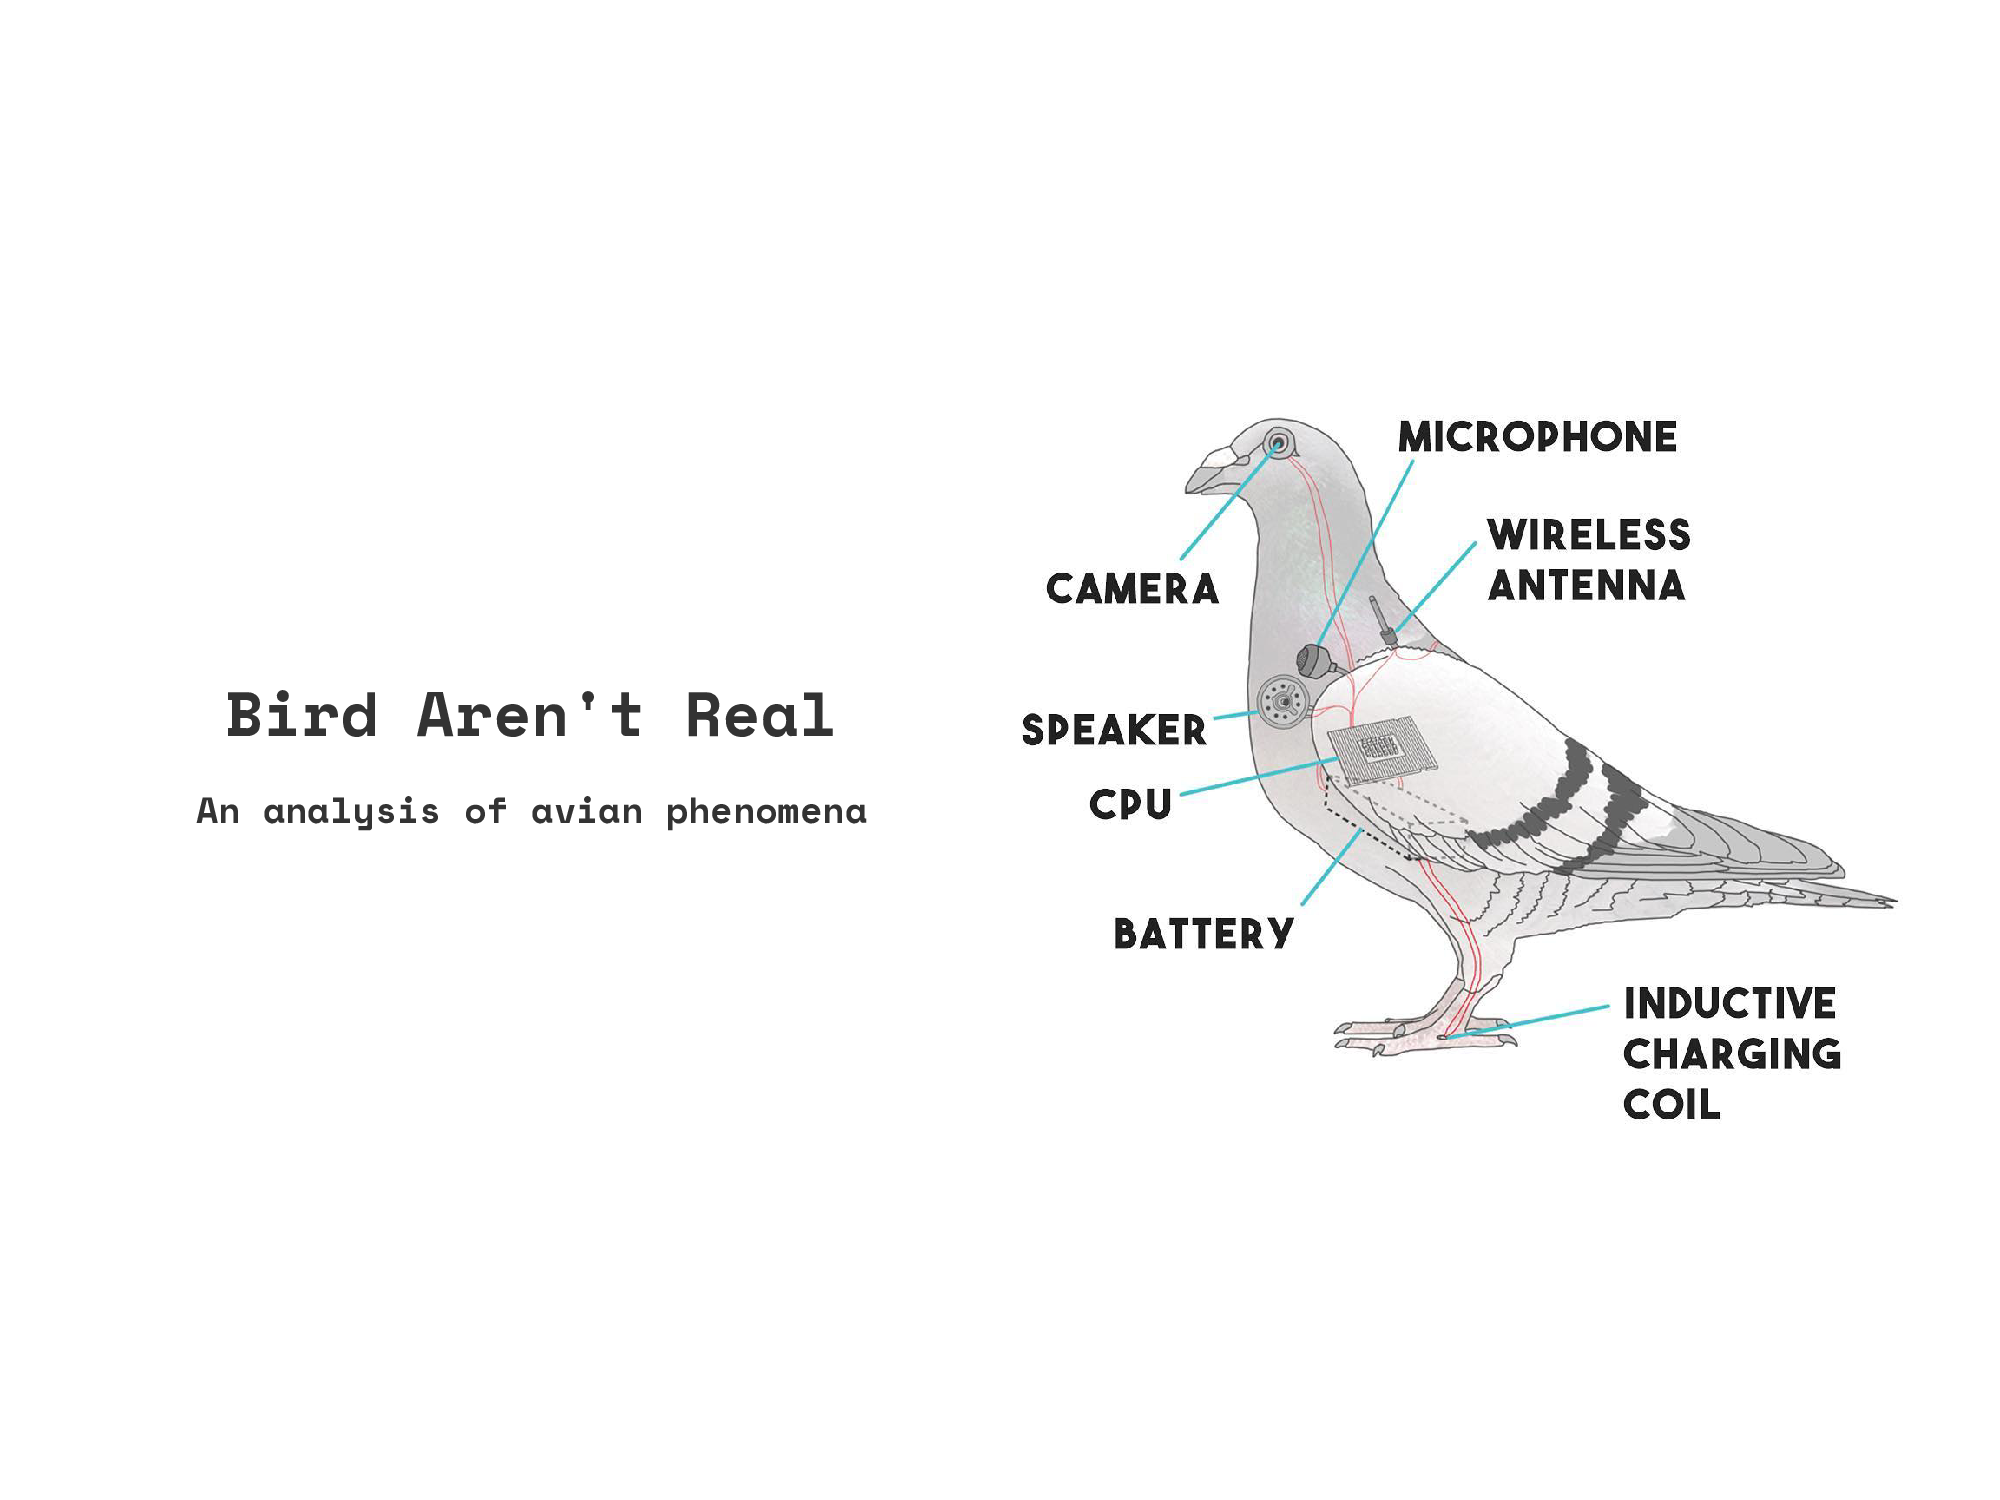 Bird Aren't Real
An analysis of avian phenomena
MICROPHONE
WIRELESS
ANTENNA
CAMERA
SPEAKER
CPU
BATTERY
INDUCTIVE
CHARGING
COIL